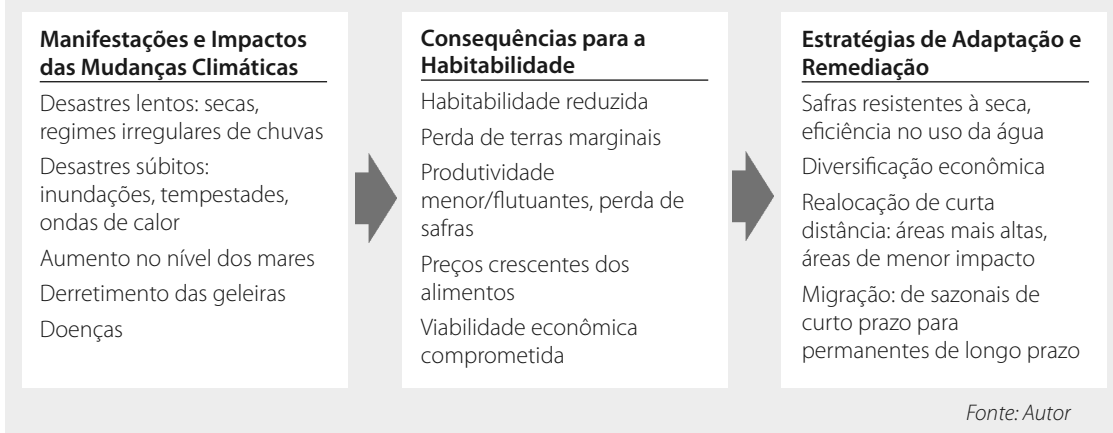 Manifestações e Impactos
das Mudanças Climáticas
Desastres lentos: secas,
regimes irregulares de chuvas
Desastres súbitos:
inundações, tempestades,
ondas de calor
Aumento no nível dos mares
Derretimento das geleiras
Doenças
Consequências para a
Habitabilidade
Habitabilidade reduzida
Perda de terras marginais
Produtividade
menor/flutuantes, perda de
safras
Preços crescentes dos
alimentos
Viabilidade econômica
comprometida
Estratégias de Adaptação e
Remediação
Safras resistentes à seca,
eficiência no uso da água
Diversificação econômica
Realocação de curta
distância: áreas mais altas,
áreas de menor impacto
Migração: de sazonais de
curto prazo para
permanentes de longo prazo
Fonte: Autor